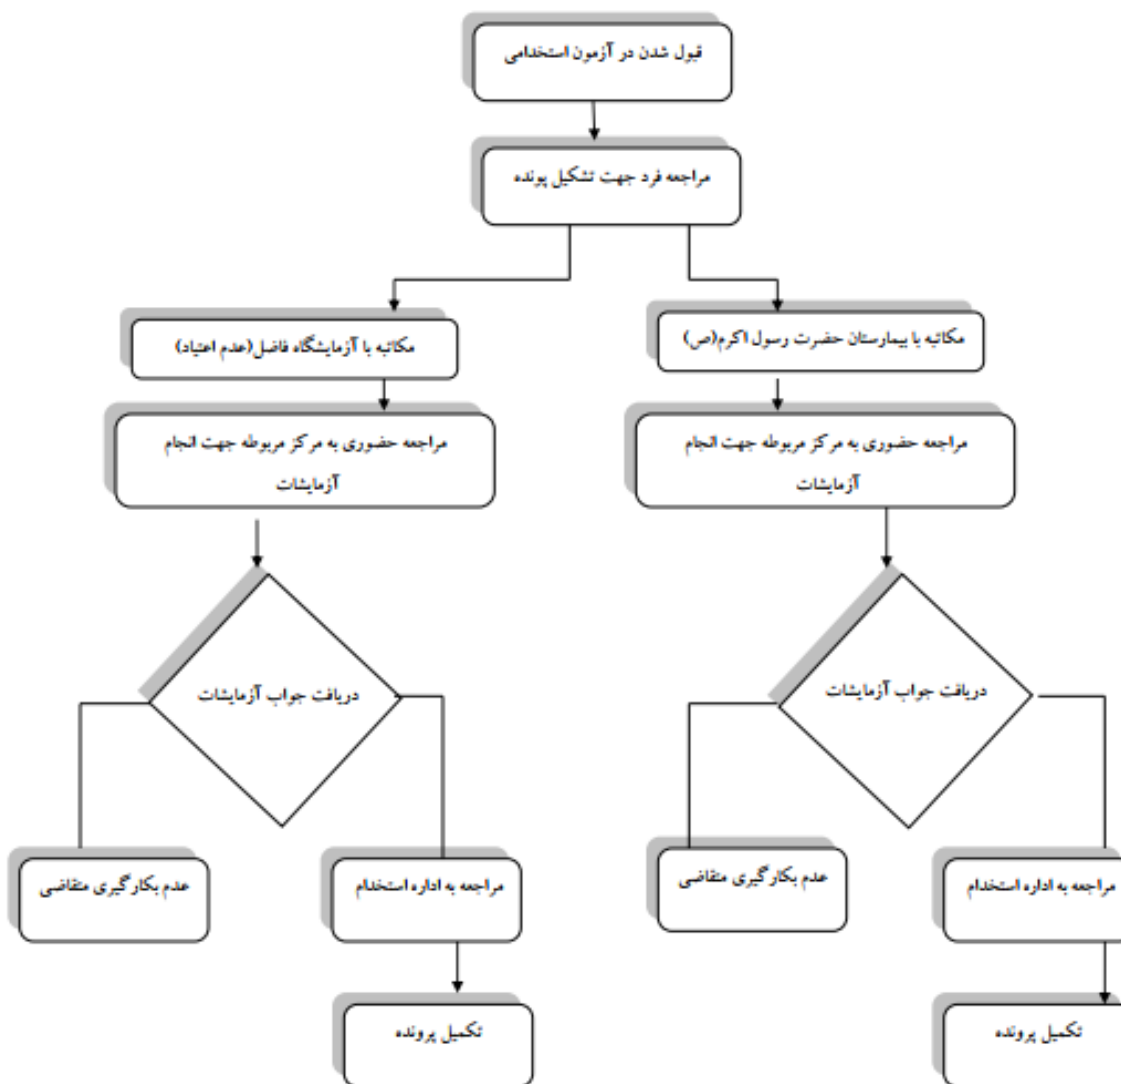 قبول شدن در آزمون استخدامی
مراجعه فرد جهت تشکیل پونده
مکاتبه با بیمارستان حضرت رسول اکرم(ص)
مکاتبه با آزمایشگاه فاضل(عدم اعتیاد)
مراجعه حضوری به مرکز مربوطه جهت انجام
آزمایشات
مراجعه حضوری به مرکز مربوطه جهت انجام
آزمایشات
دریافت جواب آزمایشات
دریافت جواب آزمایشات
مراجعه به اداره استخدام
عدم بکارگیری متقاضی
مراجعه به اداره استخدام
عدم بکارگیری متقاضی
تکمیل پرونده
تکمیل پرونده